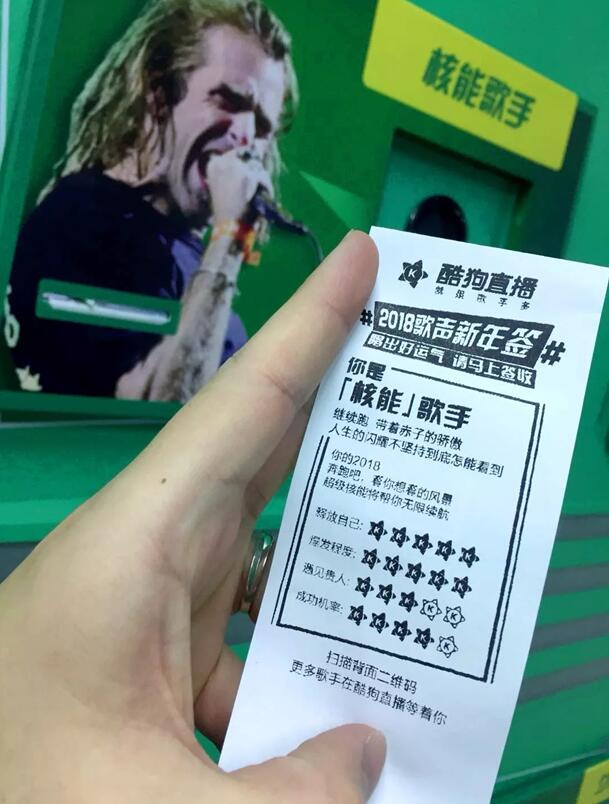 核能歌手
酷狗直播
就是歌手多
#2018歌声新年签#
唱出好运气 请马上签收
你是
「核能」歌手
继续跑 带着赤子的骄傲
人生的闪耀不坚持到底怎能看到
你的2018
奔跑吧，看你想看的风景
超级核能将帮你无限续航
释放自己:
爆发程度:
遇见贵人:
成功机率:
扫描背面二维码
更多歌手在酷狗直播等着你